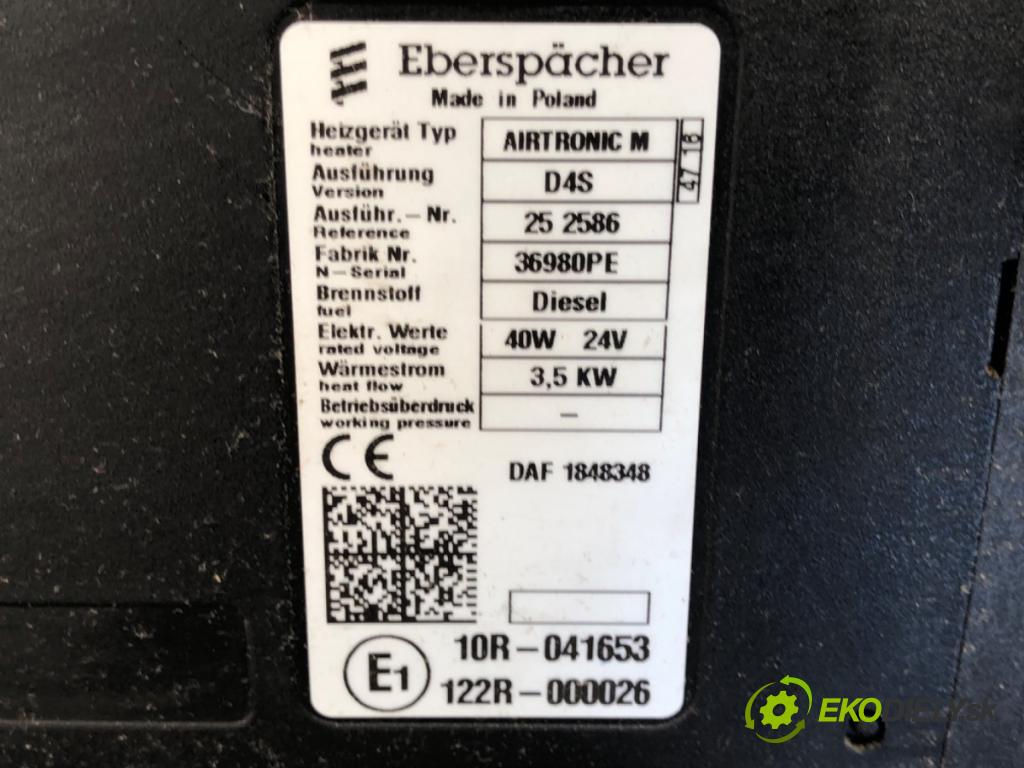 Eberspächer
Made in Poland
Heizgerät Typ
heater
AIRTRONIC M
47 16
Ausführung
Version
D4S
Ausführ.-Nr.
Reference
25 2586
Fabrik Nr.
N-Serial
36980PE
Brennstoff
fuel
Diesel
Elektr. Werte
rated voltage
40W 24V
Wärmestrom
heat flow
3,5 KW
Betriebsüberdruck
working pressure
–
CE
DAF 1848348
E1
10R-041653
122R-000026
EKODIELY.sk